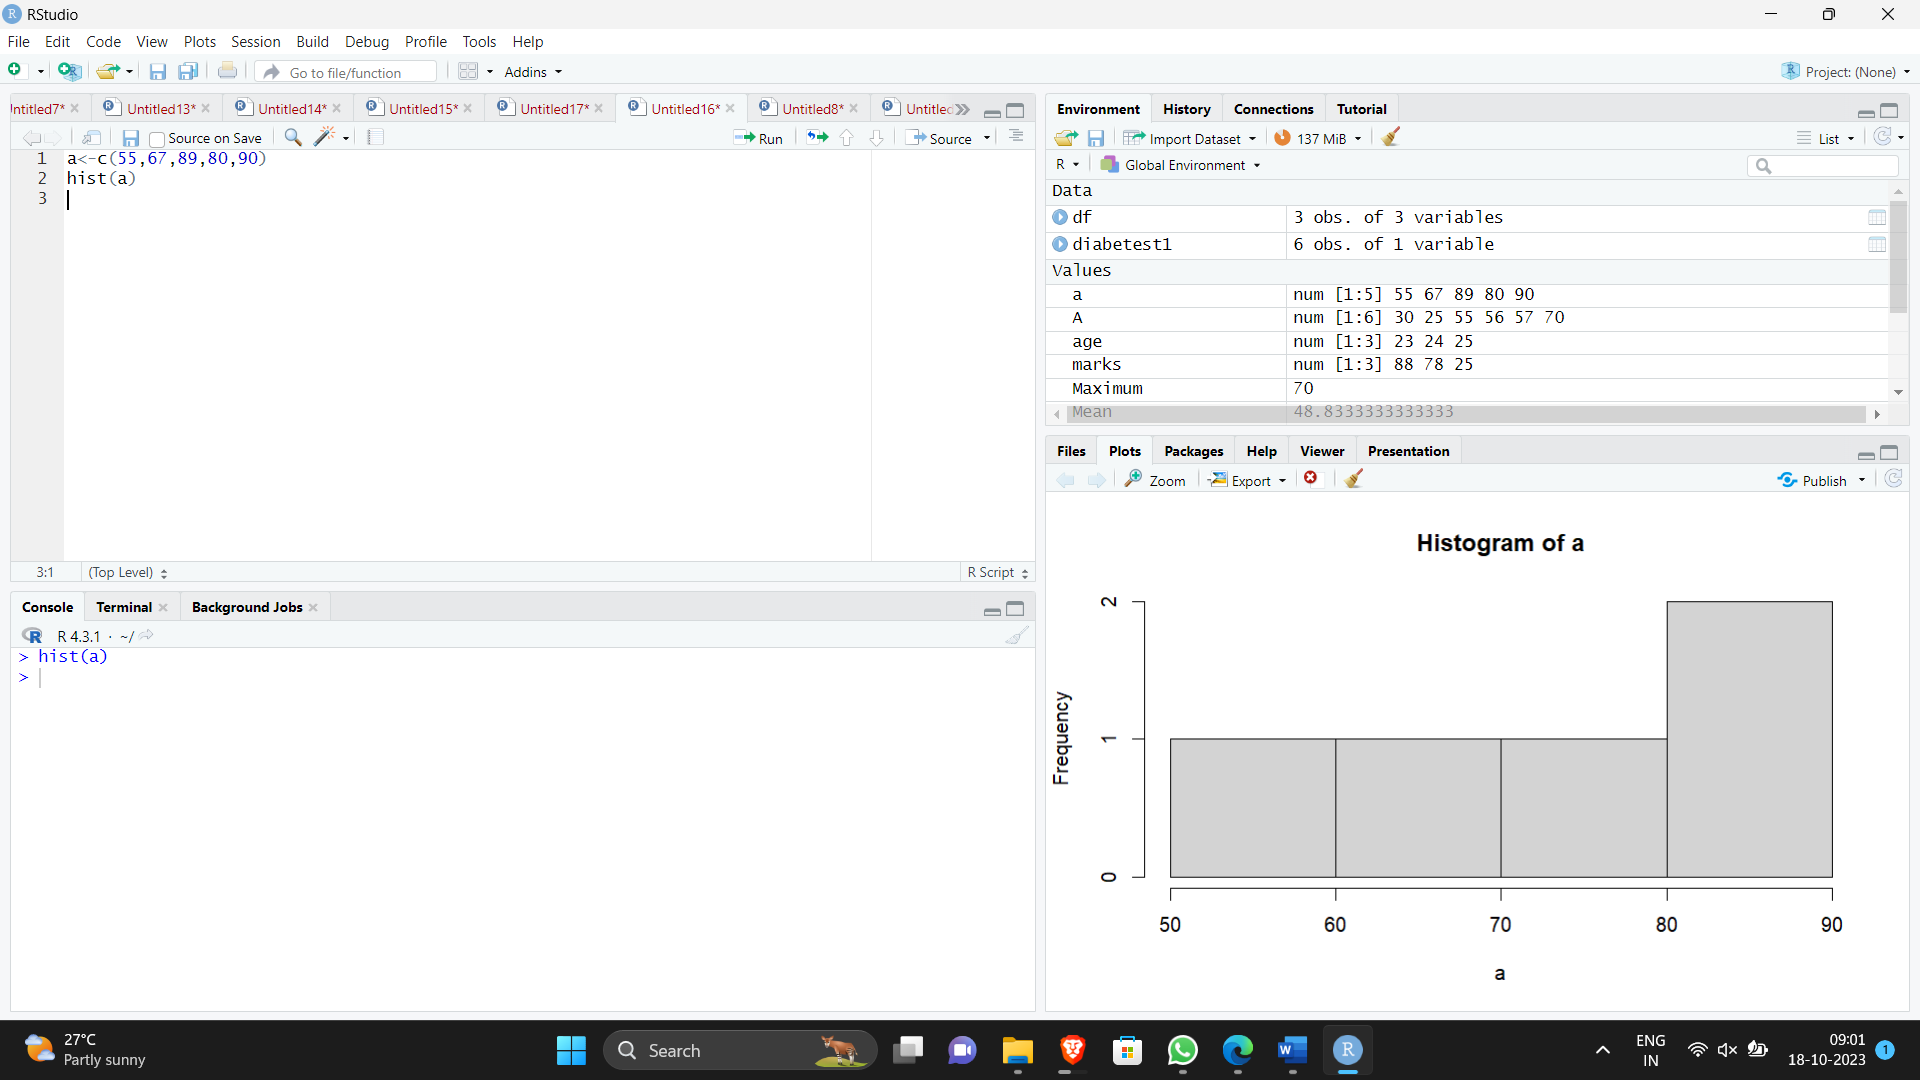 RStudio
File Edit Code View Plots Session Build Debug Profile Tools Help
Go to file/function Addins Project: (None)
ntitled7* Untitled13* Untitled14* Untitled15* Untitled17* Untitled16* Untitled8* Untitled
Source on Save Run Source
1 a<-c(55,67,89,80,90)
2 hist(a)
3
3:1 (Top Level) R Script
Console Terminal Background Jobs
R 4.3.1 · ~/
> hist(a)
>
Environment History Connections Tutorial
Import Dataset 137 MiB List
R Global Environment
Data
df 3 obs. of 3 variables
diabetest1 6 obs. of 1 variable
Values
a num [1:5] 55 67 89 80 90
A num [1:6] 30 25 55 56 57 70
age num [1:3] 23 24 25
marks num [1:3] 88 78 25
Maximum 70
Mean 48.8333333333333
Files Plots Packages Help Viewer Presentation
Zoom Export Publish
Histogram of a
Frequency
2
1
0
50 60 70 80 90
a
27°C
Partly sunny
Search
ENG
IN
09:01
18-10-2023
1